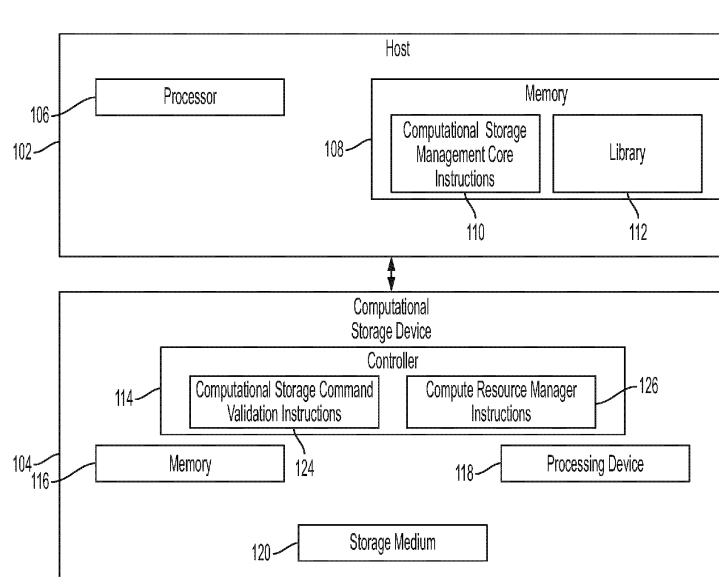 Host
Processor
106
102
Memory
108
Computational Storage
Management Core
Instructions
Library
110
112
Computational
Storage Device
Controller
114
Computational Storage Command
Validation Instructions
Compute Resource Manager
Instructions
126
124
104
116
Memory
118
Processing Device
120
Storage Medium